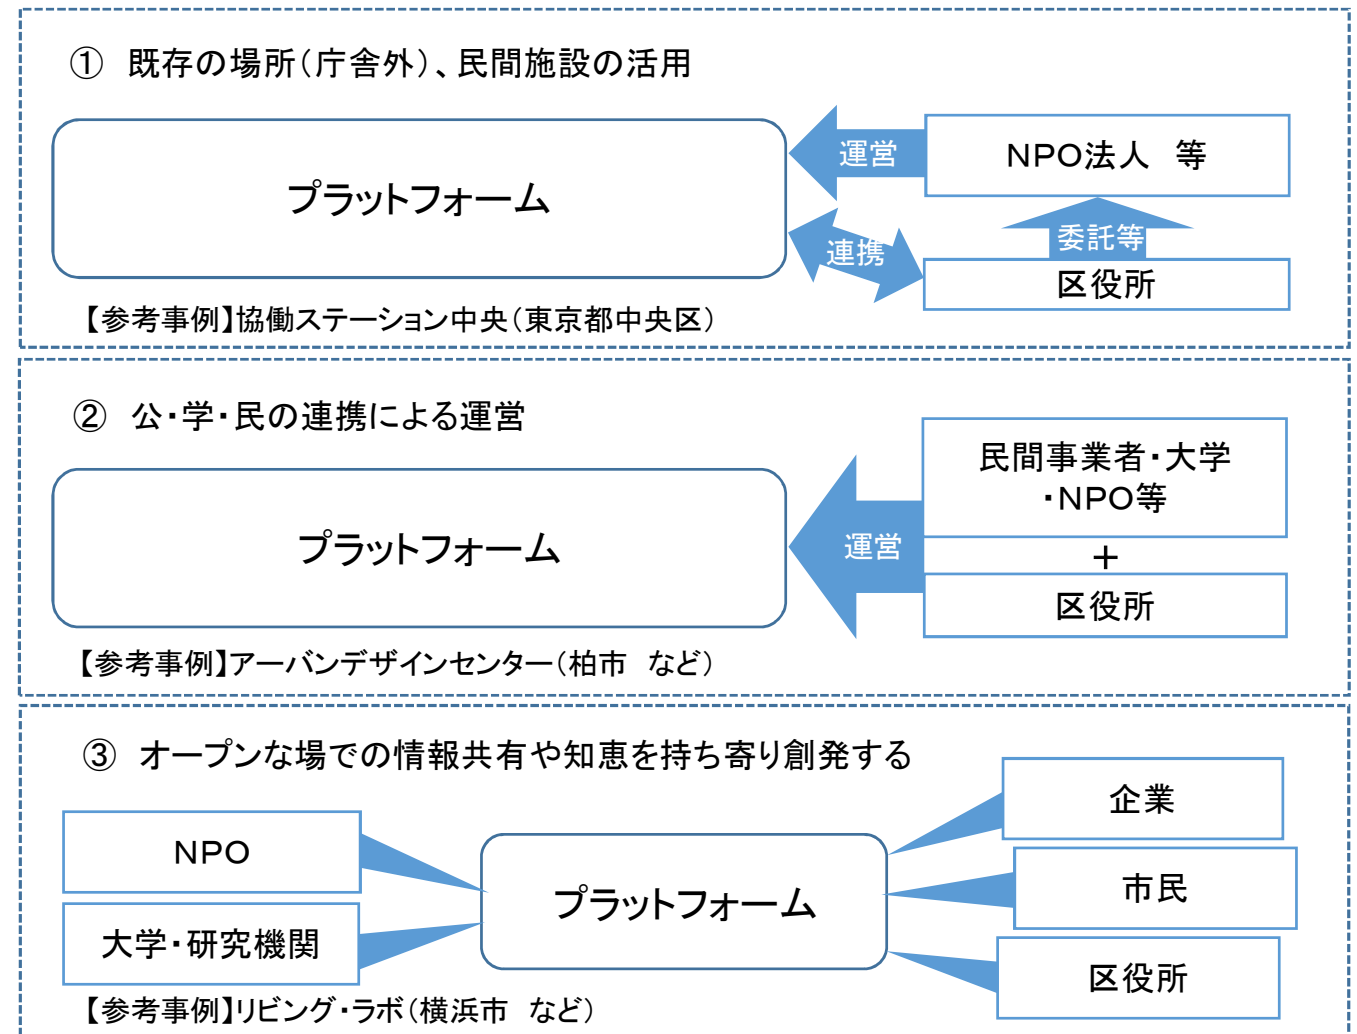 ① 既存の場所(庁舎外)、民間施設の活用
プラットフォーム
運営
NPO法人 等
連携
委託等
区役所
【参考事例】協働ステーション中央(東京都中央区)
② 公・学・民の連携による運営
プラットフォーム
運営
民間事業者・大学
・NPO等
+
区役所
【参考事例】アーバンデザインセンター(柏市 など)
③ オープンな場での情報共有や知恵を持ち寄り創発する
NPO
大学・研究機関
プラットフォーム
企業
市民
区役所
【参考事例】リビング・ラボ(横浜市 など)